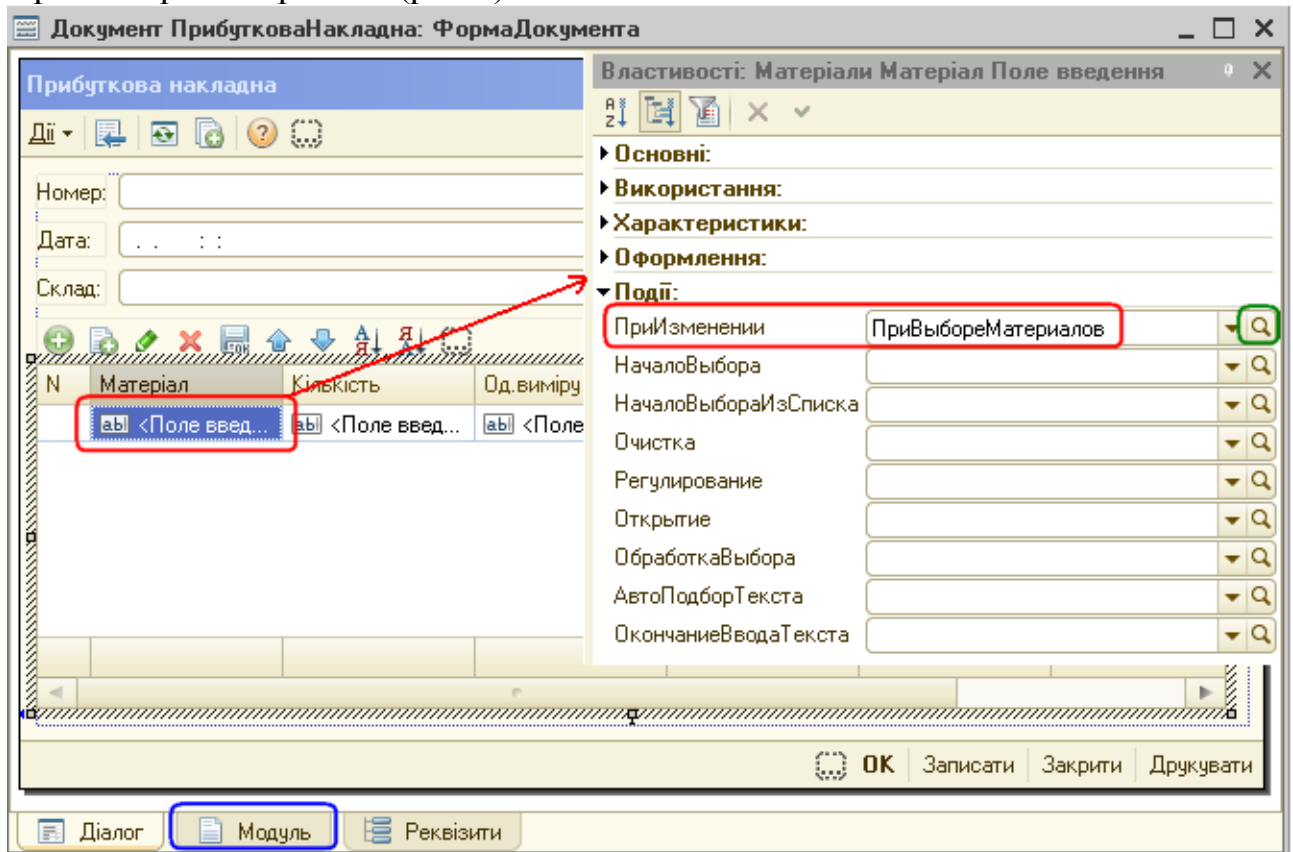 Документ ПрибутковаНакладна: ФормаДокумента
Прибуткова накладна
Дії
Номер:
Дата: . . : :
Склад:
N Матеріал Кількість Од.виміру
<Поле введ... <Поле введ... <Поле
Властивості: Матеріали Матеріал Поле введення
Основні:
Використання:
Характеристики:
Оформлення:
Події:
ПриИзменении ПриВыбореМатериалов
НачалоВыбора
НачалоВыбораИзСписка
Очистка
Регулирование
Открытие
ОбработкаВыбора
АвтоПодборТекста
ОкончаниеВводаТекста
OK Записати Закрити Друкувати
Діалог Модуль Реквізити